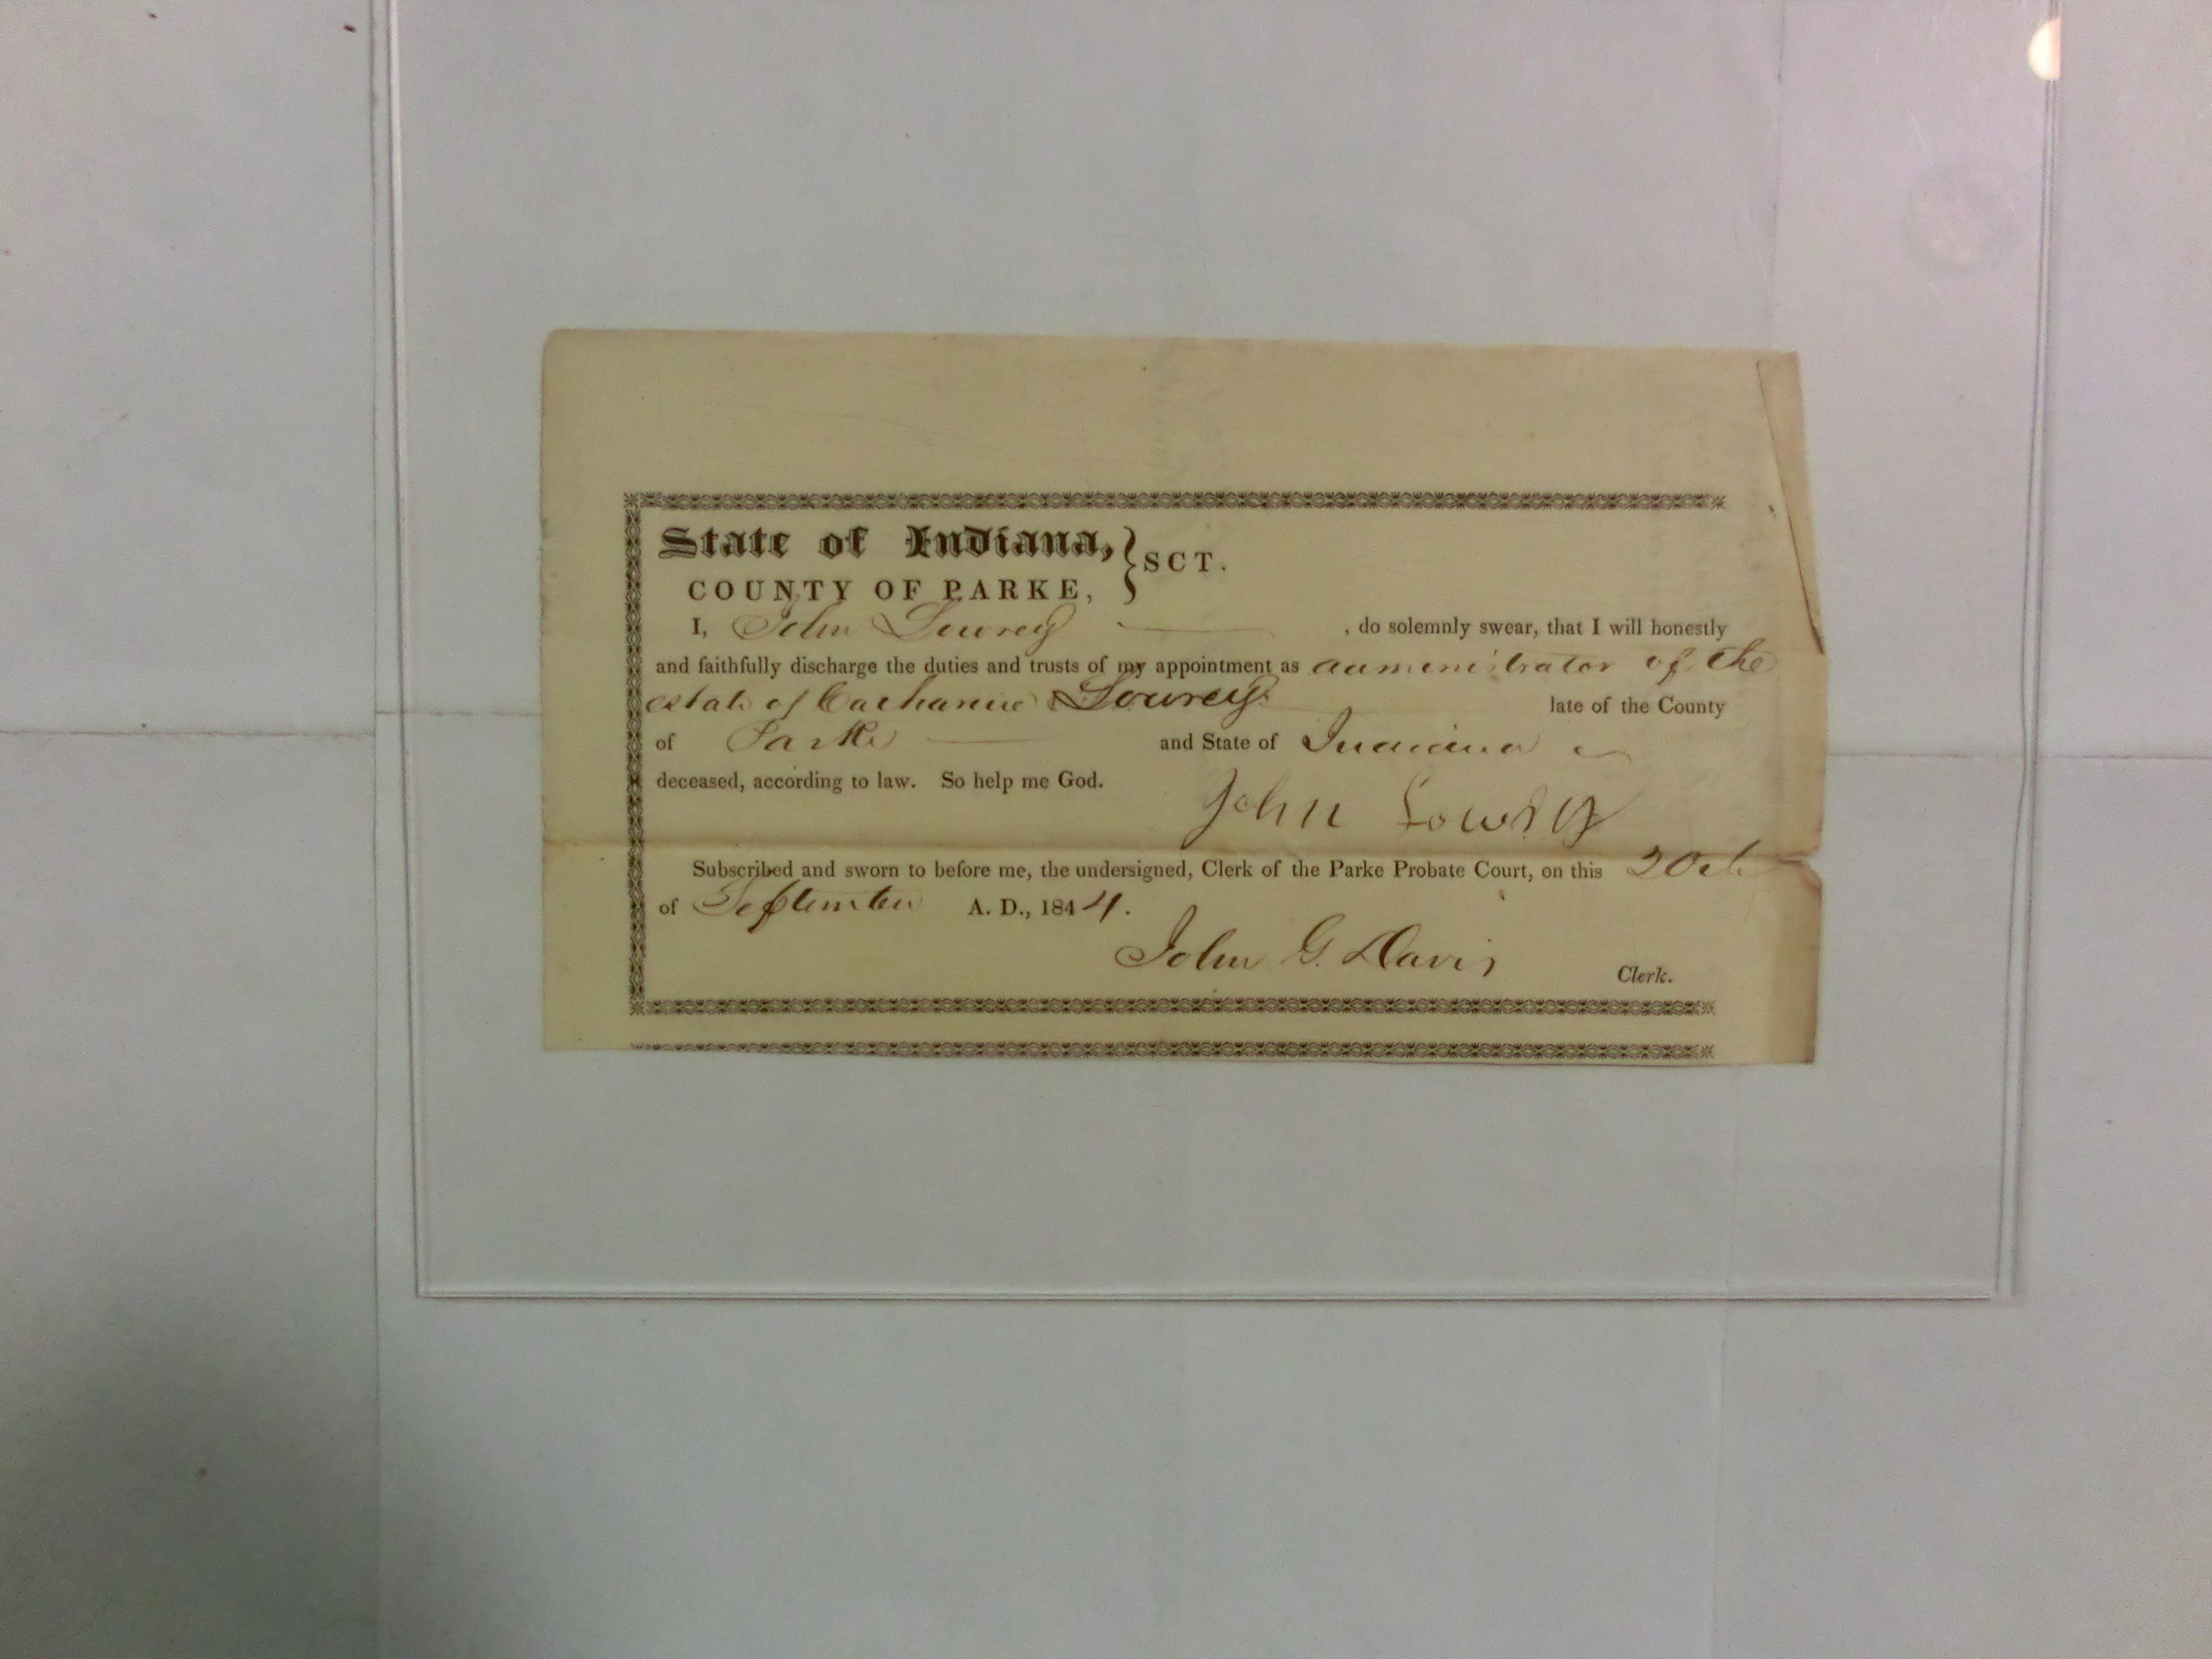 State of Indiana, } SCT.
COUNTY OF PARKE,
I, John Lowrey , do solemnly swear, that I will honestly
and faithfully discharge the duties and trusts of my appointment as administrator of the
estate of Catharine Lowrey late of the County
of Parke and State of Indiana
deceased, according to law. So help me God.
John Lowry
Subscribed and sworn to before me, the undersigned, Clerk of the Parke Probate Court, on this
of September A. D., 1844.
John G. Davis Clerk.